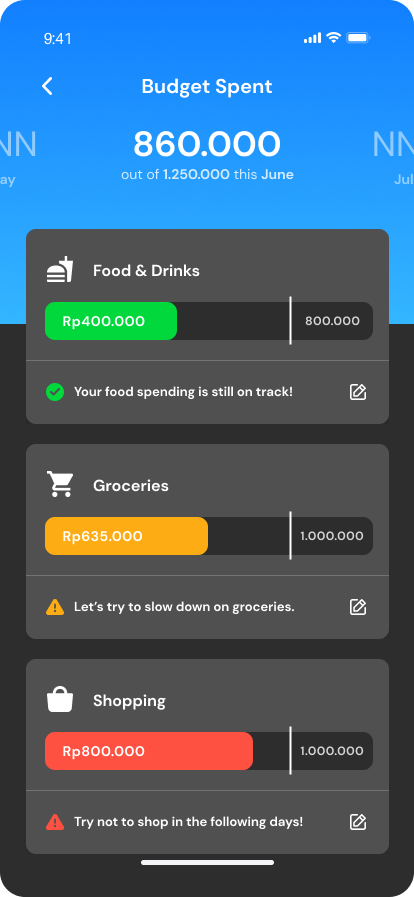 9:41
Budget Spent
NN 860.000 NN
ay out of 1.250.000 this June Jul
Food & Drinks
Rp400.000 800.000
Your food spending is still on track!
Groceries
Rp635.000 1.000.000
Let's try to slow down on groceries.
Shopping
Rp800.000 1.000.000
Try not to shop in the following days!